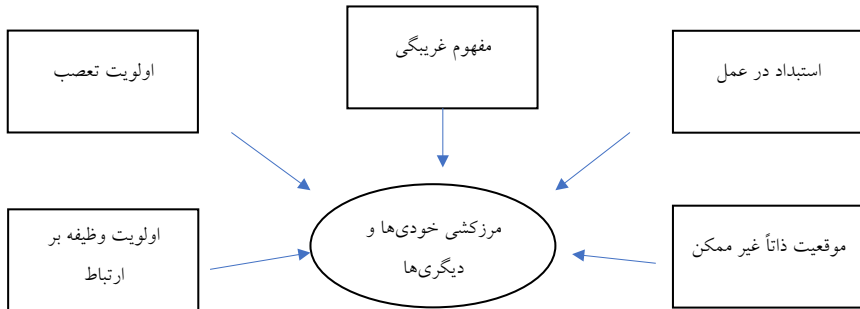 مفهوم غریبگی
استبداد در عمل
اولویت تعصب
مرزکشی خودی‌ها و
دیگری‌ها
موقعیت ذاتاً غیر ممکن
اولویت وظیفه بر
ارتباط